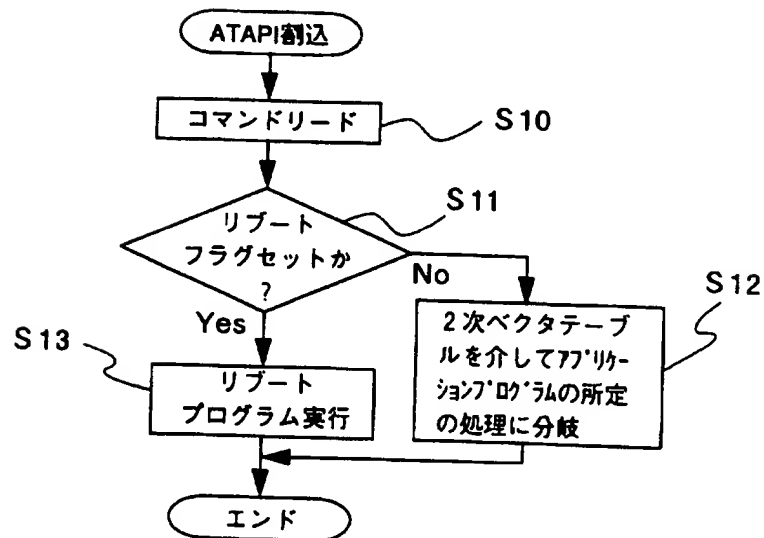 ATAPI割込
コマンドリード
S10
リブート
フラグセットか
?
S11
No
Yes
S12
2次ベクタテーブ
ルを介してｱﾌﾟﾘｹｰ
ｼｮﾝﾌﾟﾛｸﾞﾗﾑの所定
の処理に分岐
S13
リブート
プログラム実行
エンド